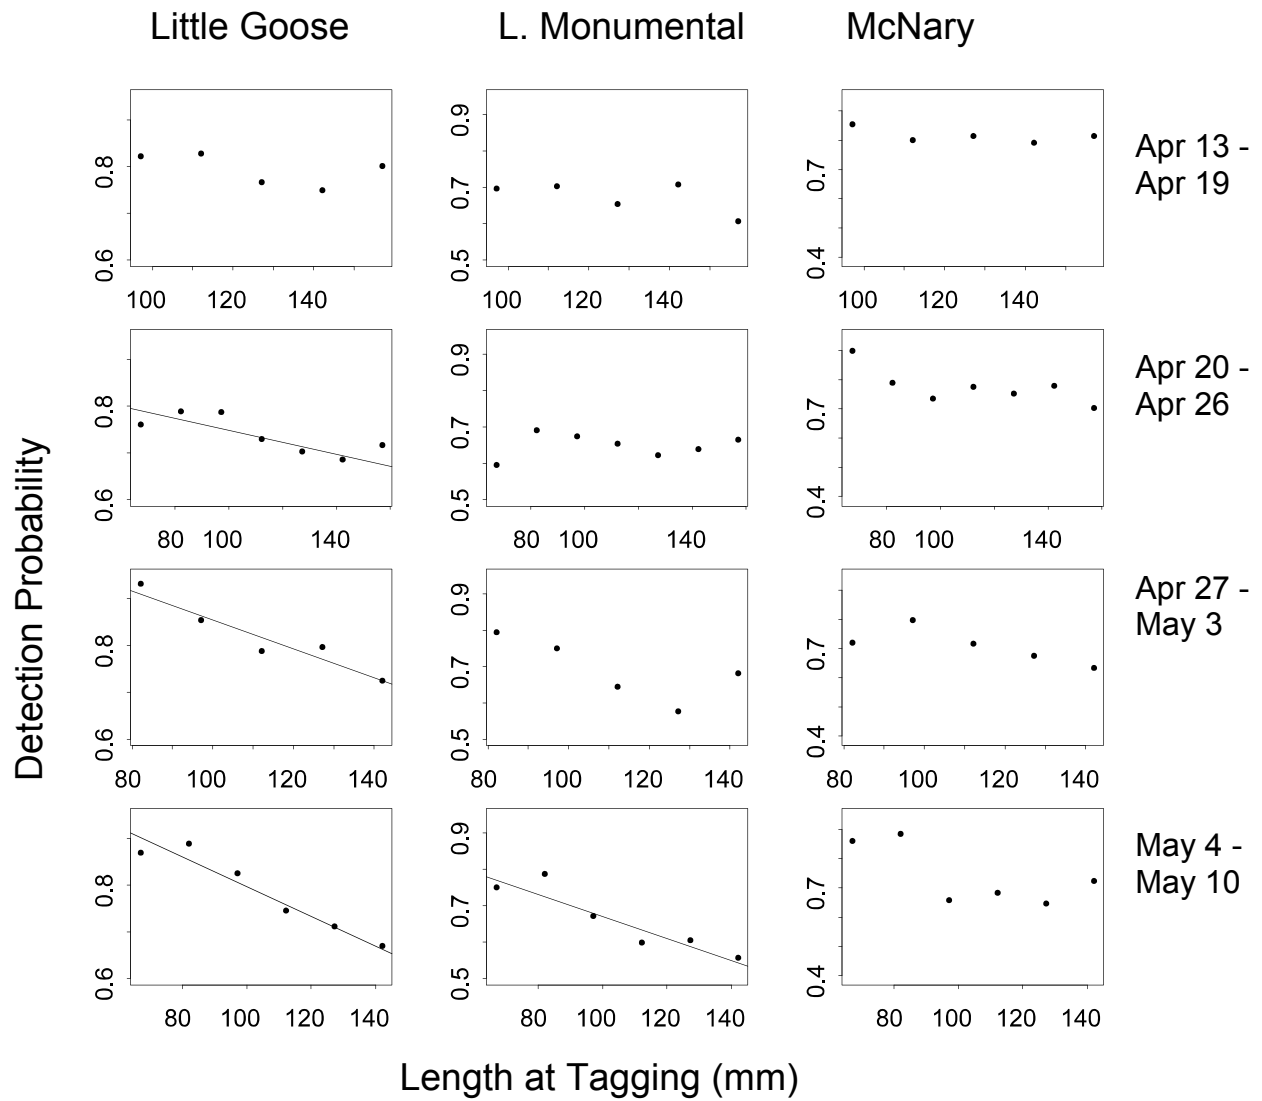 Little Goose L. Monumental McNary
0.6 0.8
100 120 140
0.5 0.7 0.9
100 120 140
0.4 0.7
100 120 140
Apr 13 -
Apr 19
0.6 0.8
80 100 140
0.5 0.7 0.9
80 100 140
0.4 0.7
80 100 140
Apr 20 -
Apr 26
0.6 0.8
80 100 120 140
0.5 0.7 0.9
80 100 120 140
0.4 0.7
80 100 120 140
Apr 27 -
May 3
0.6 0.8
80 100 120 140
0.5 0.7 0.9
80 100 120 140
0.4 0.7
80 100 120 140
May 4 -
May 10
Detection Probability
Length at Tagging (mm)